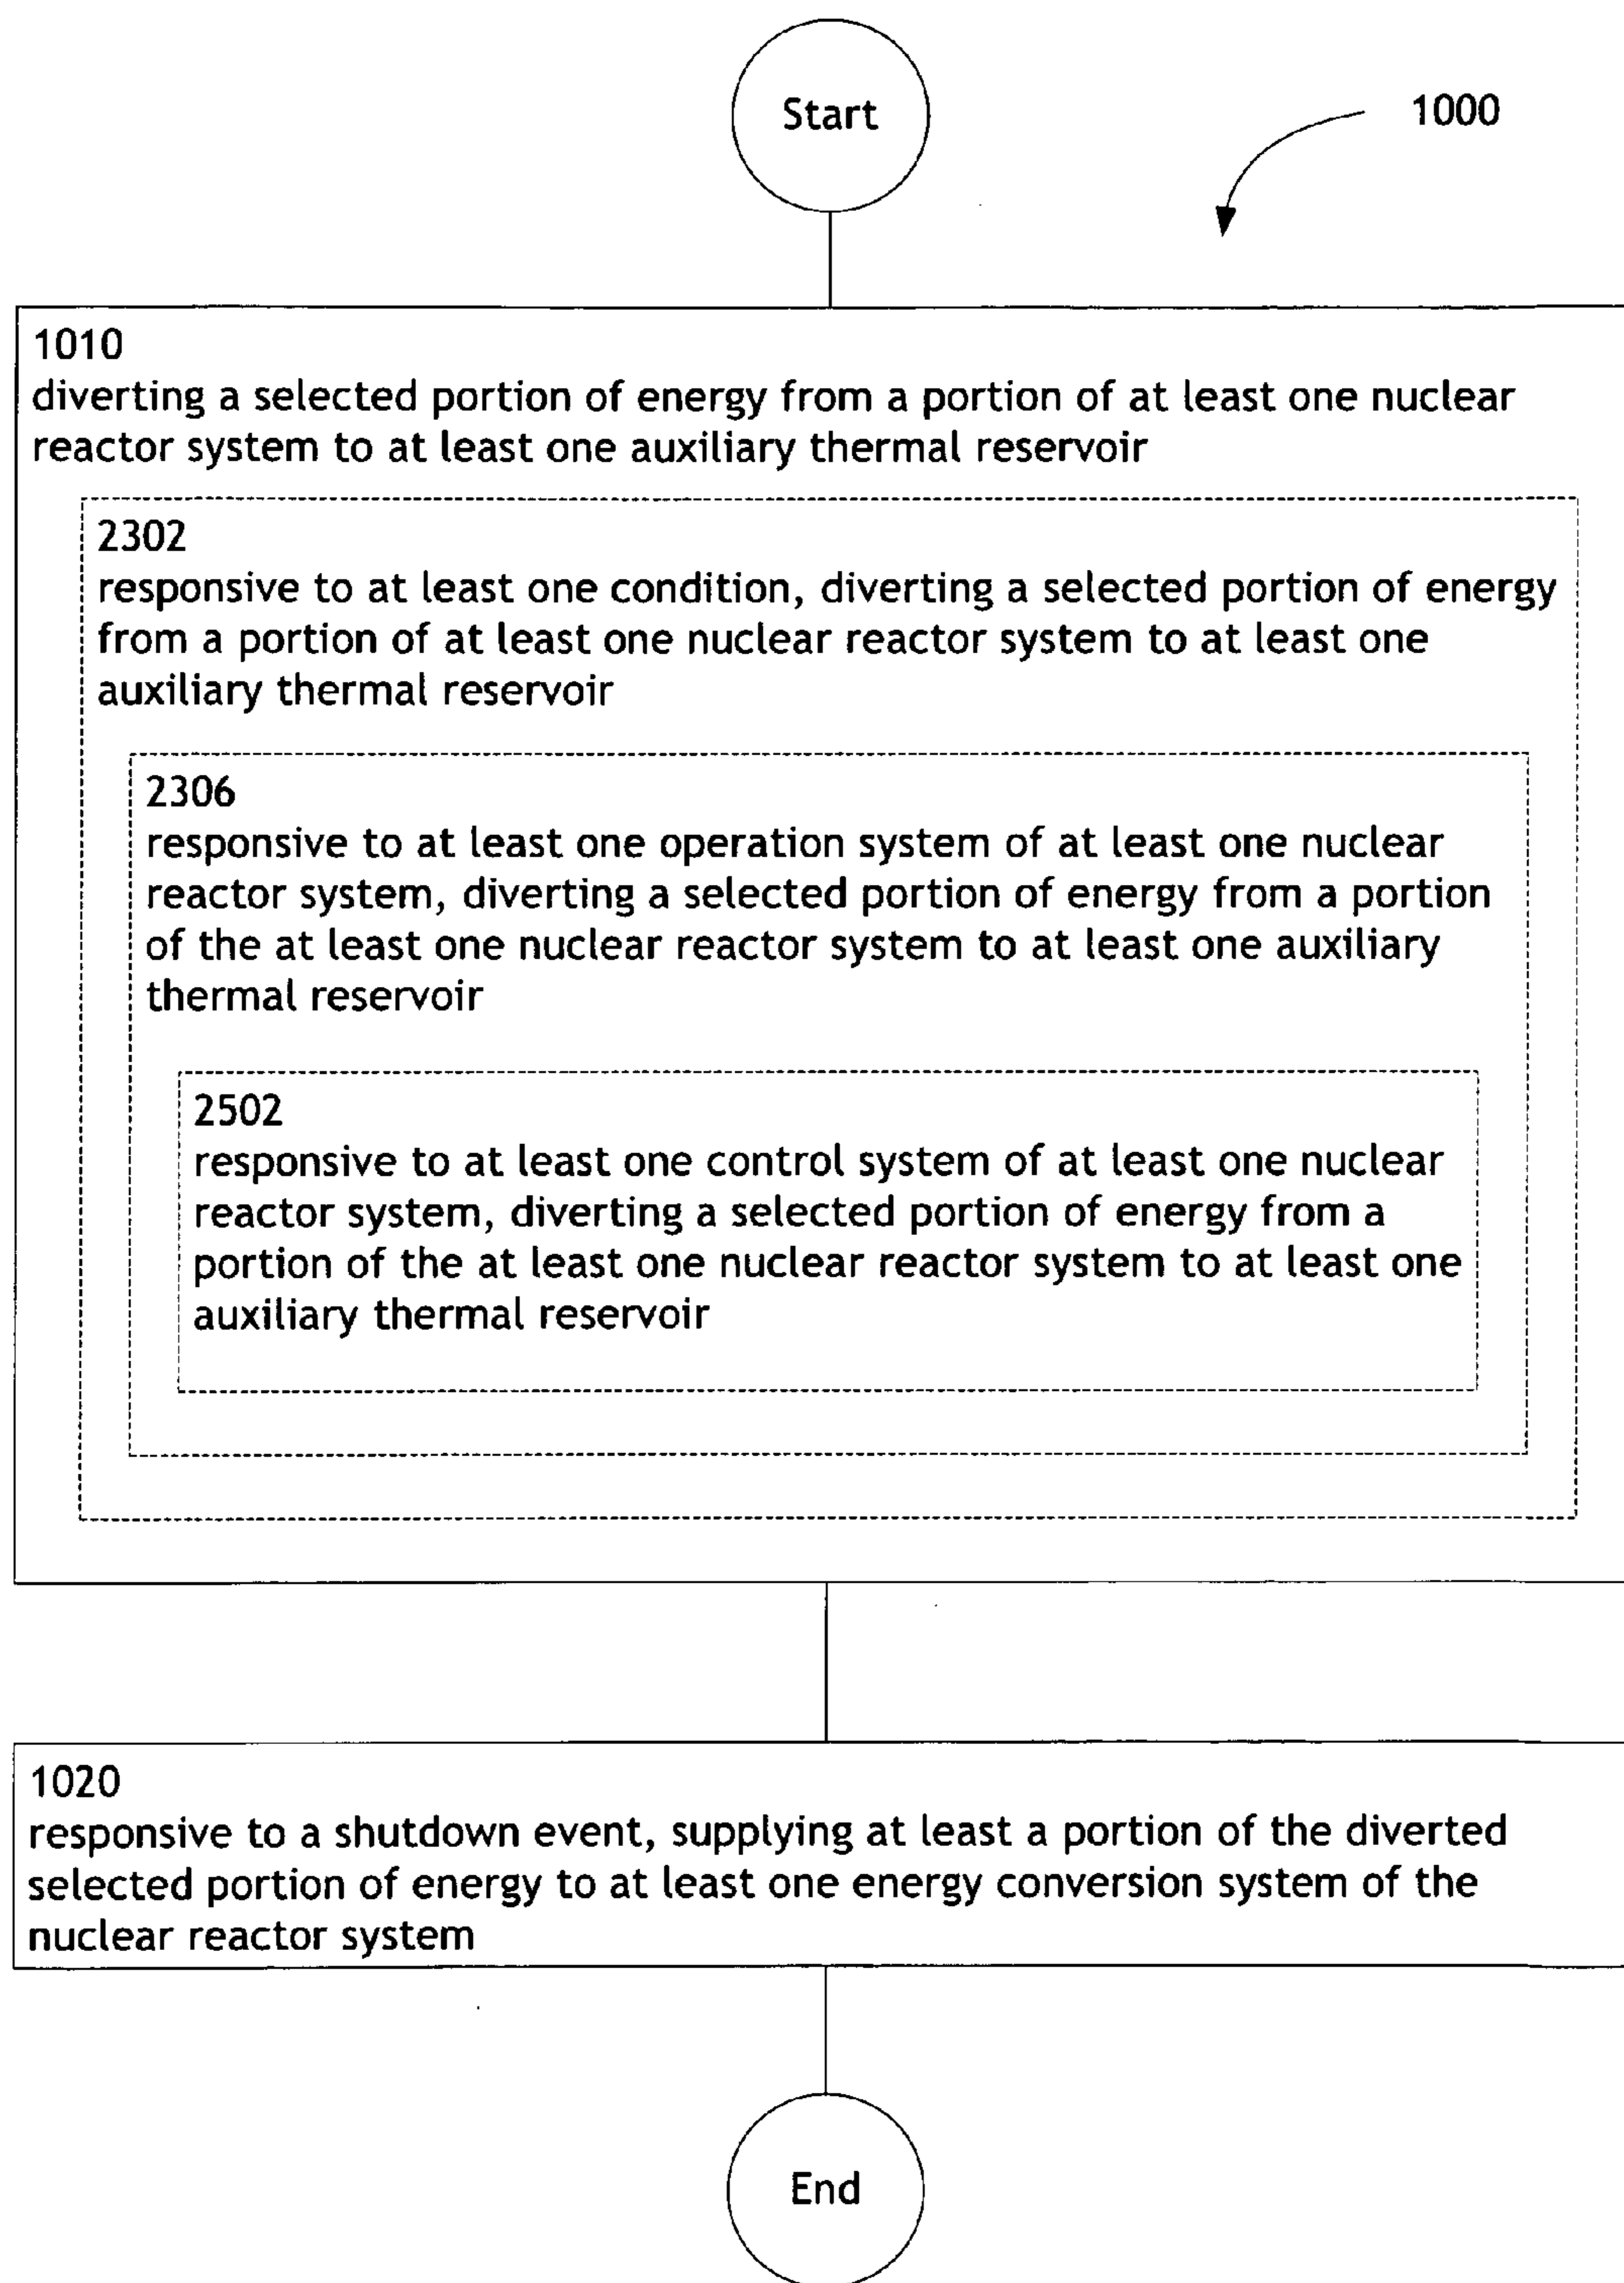 Start
1000
1010
diverting a selected portion of energy from a portion of at least one nuclear
reactor system to at least one auxiliary thermal reservoir
2302
responsive to at least one condition, diverting a selected portion of energy
from a portion of at least one nuclear reactor system to at least one
auxiliary thermal reservoir
2306
responsive to at least one operation system of at least one nuclear
reactor system, diverting a selected portion of energy from a portion
of the at least one nuclear reactor system to at least one auxiliary
thermal reservoir
2502
responsive to at least one control system of at least one nuclear
reactor system, diverting a selected portion of energy from a
portion of the at least one nuclear reactor system to at least one
auxiliary thermal reservoir
1020
responsive to a shutdown event, supplying at least a portion of the diverted
selected portion of energy to at least one energy conversion system of the
nuclear reactor system
End